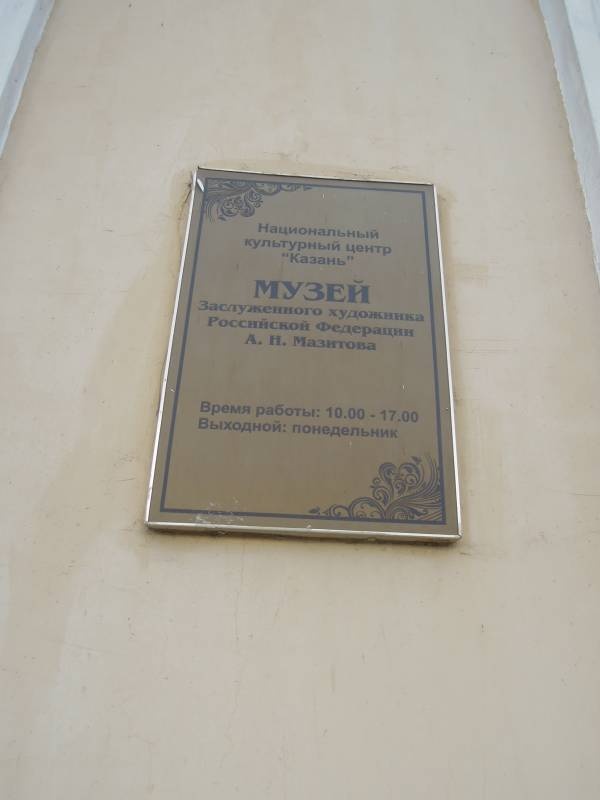 Национальный
культурный центр
"Казань"
МУЗЕЙ
Заслуженного художника
Российской Федерации
А. Н. Мазитова
Время работы: 10.00 - 17.00
Выходной: понедельник